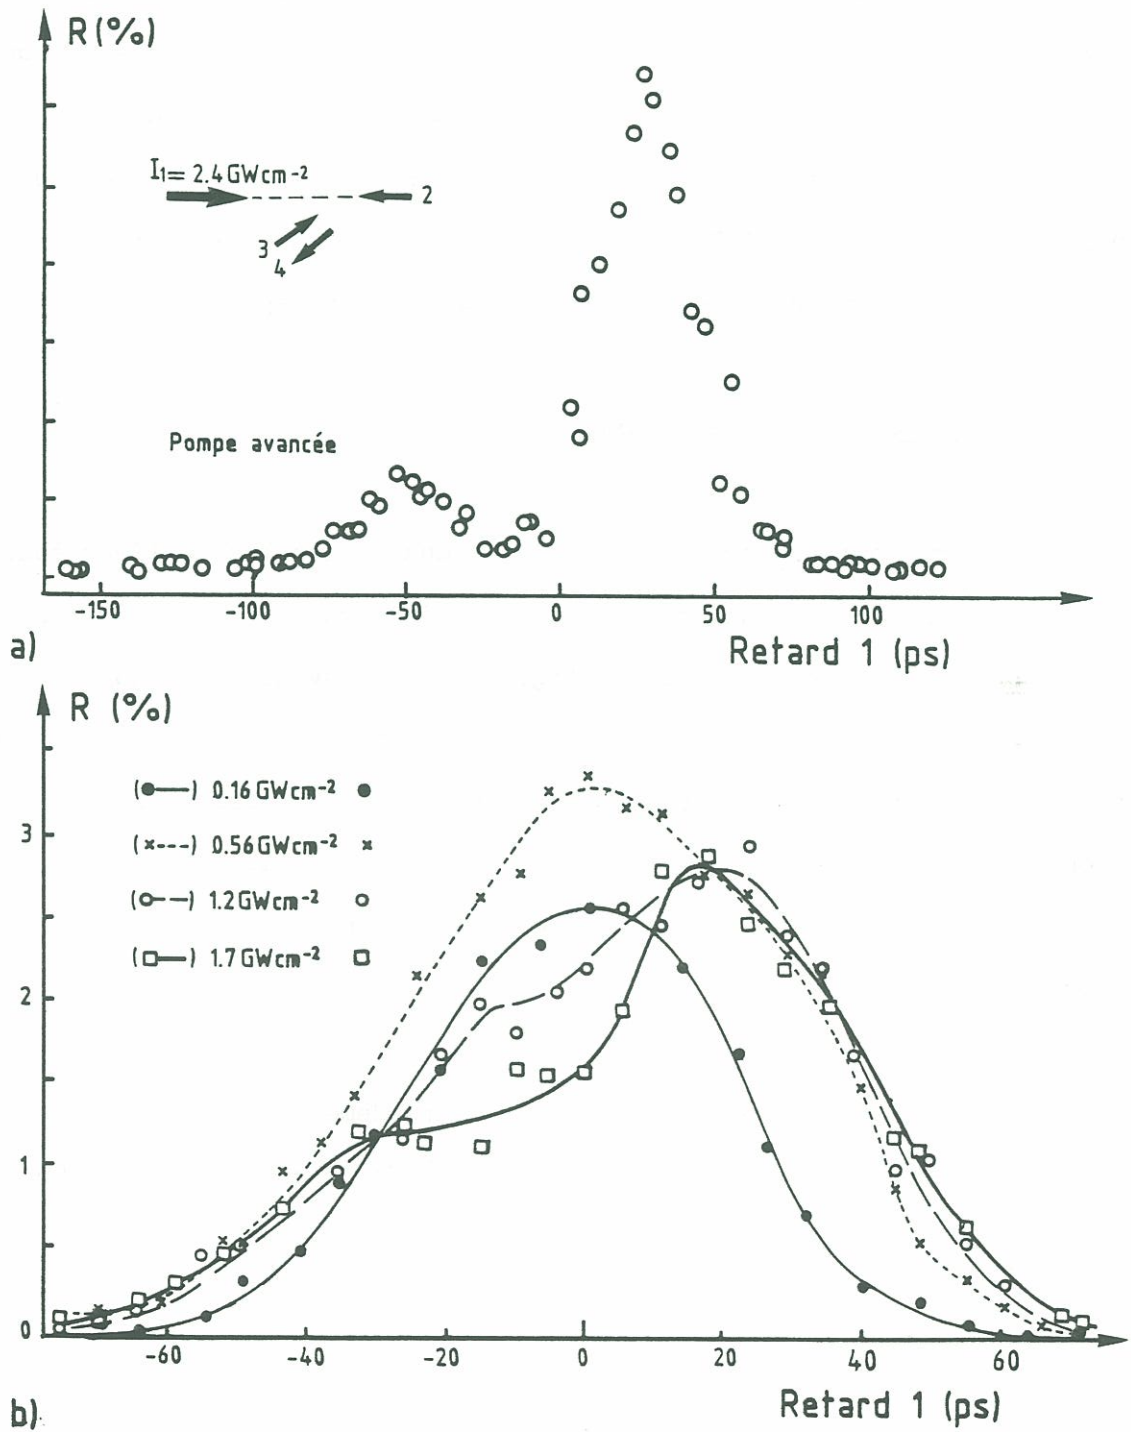 R (%)
I1= 2.4 GWcm-2
2
3
4
Pompe avancée
-150 -100 -50 0 50 100
a)
Retard 1 (ps)
R (%)
(●—) 0.16 GWcm-2 ●
3
(x---) 0.56 GWcm-2 x
(o— —) 1.2 GWcm-2 o
(□—) 1.7 GWcm-2 □
2
1
0
-60 -40 -20 0 20 40 60
Retard 1 (ps)
b)